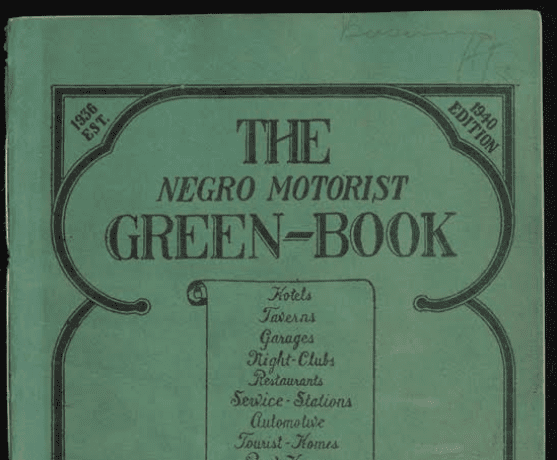 1936
EST.
1940
EDITION
THE
NEGRO MOTORIST
GREEN-BOOK
Hotels
Taverns
Garages
Night-Clubs
Restaurants
Service-Stations
Automotive
Tourist-Homes